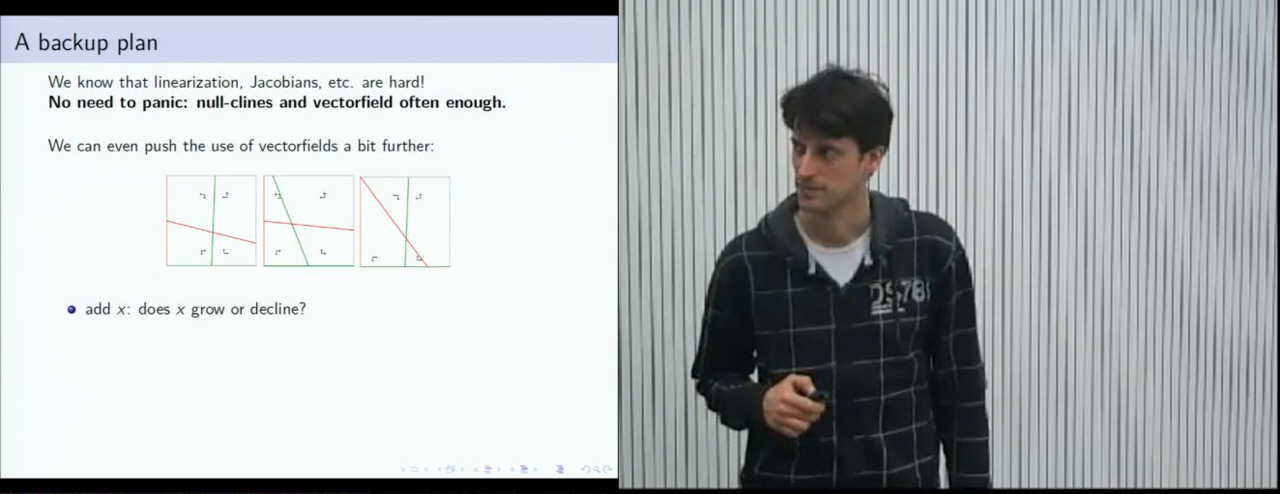 A backup plan
We know that linearization, Jacobians, etc. are hard!
No need to panic: null-clines and vectorfield often enough.
We can even push the use of vectorfields a bit further:
add x: does x grow or decline?